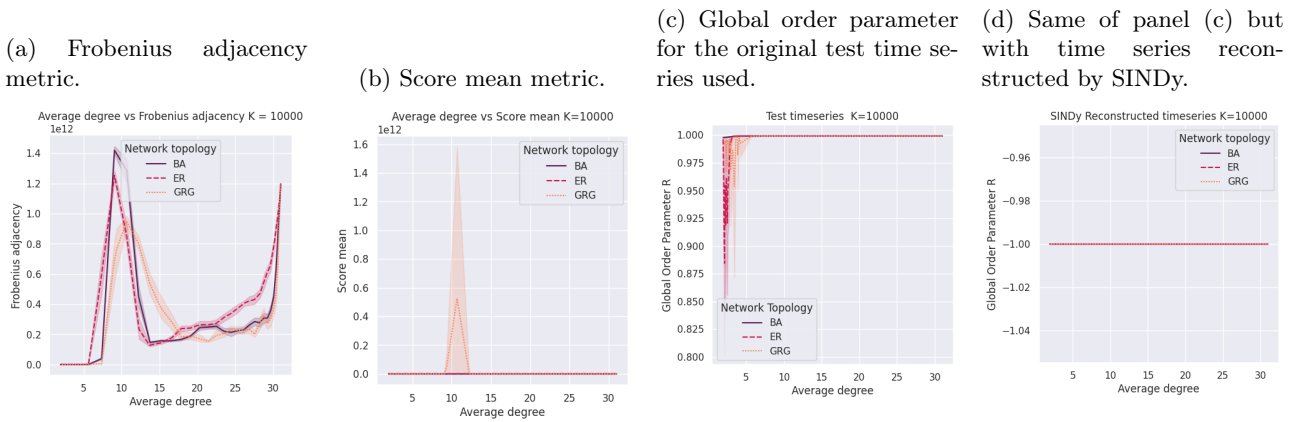 (a) Frobenius adjacency
metric.
(b) Score mean metric.
(c) Global order parameter
for the original test time se-
ries used.
(d) Same of panel (c) but
with time series recon-
structed by SINDy.
Average degree vs Frobenius adjacency K = 10000
1e12
Network topology
BA
ER
GRG
1.4
1.2
1.0
0.8
0.6
0.4
0.2
0.0
Frobenius adjacency
5 10 15 20 25 30
Average degree
Average degree vs Score mean K=10000
1e12
Network topology
BA
ER
GRG
1.6
1.4
1.2
1.0
0.8
0.6
0.4
0.2
0.0
Score mean
5 10 15 20 25 30
Average degree
Test timeseries K=10000
1.000
0.975
0.950
0.925
0.900
0.875
0.850
0.825
0.800
Global Order Parameter R
Network Topology
BA
ER
GRG
5 10 15 20 25 30
Average degree
SINDy Reconstructed timeseries K=10000
Network Topology
BA
ER
GRG
−0.96
−0.98
−1.00
−1.02
−1.04
Global Order Parameter R
5 10 15 20 25 30
Average degree